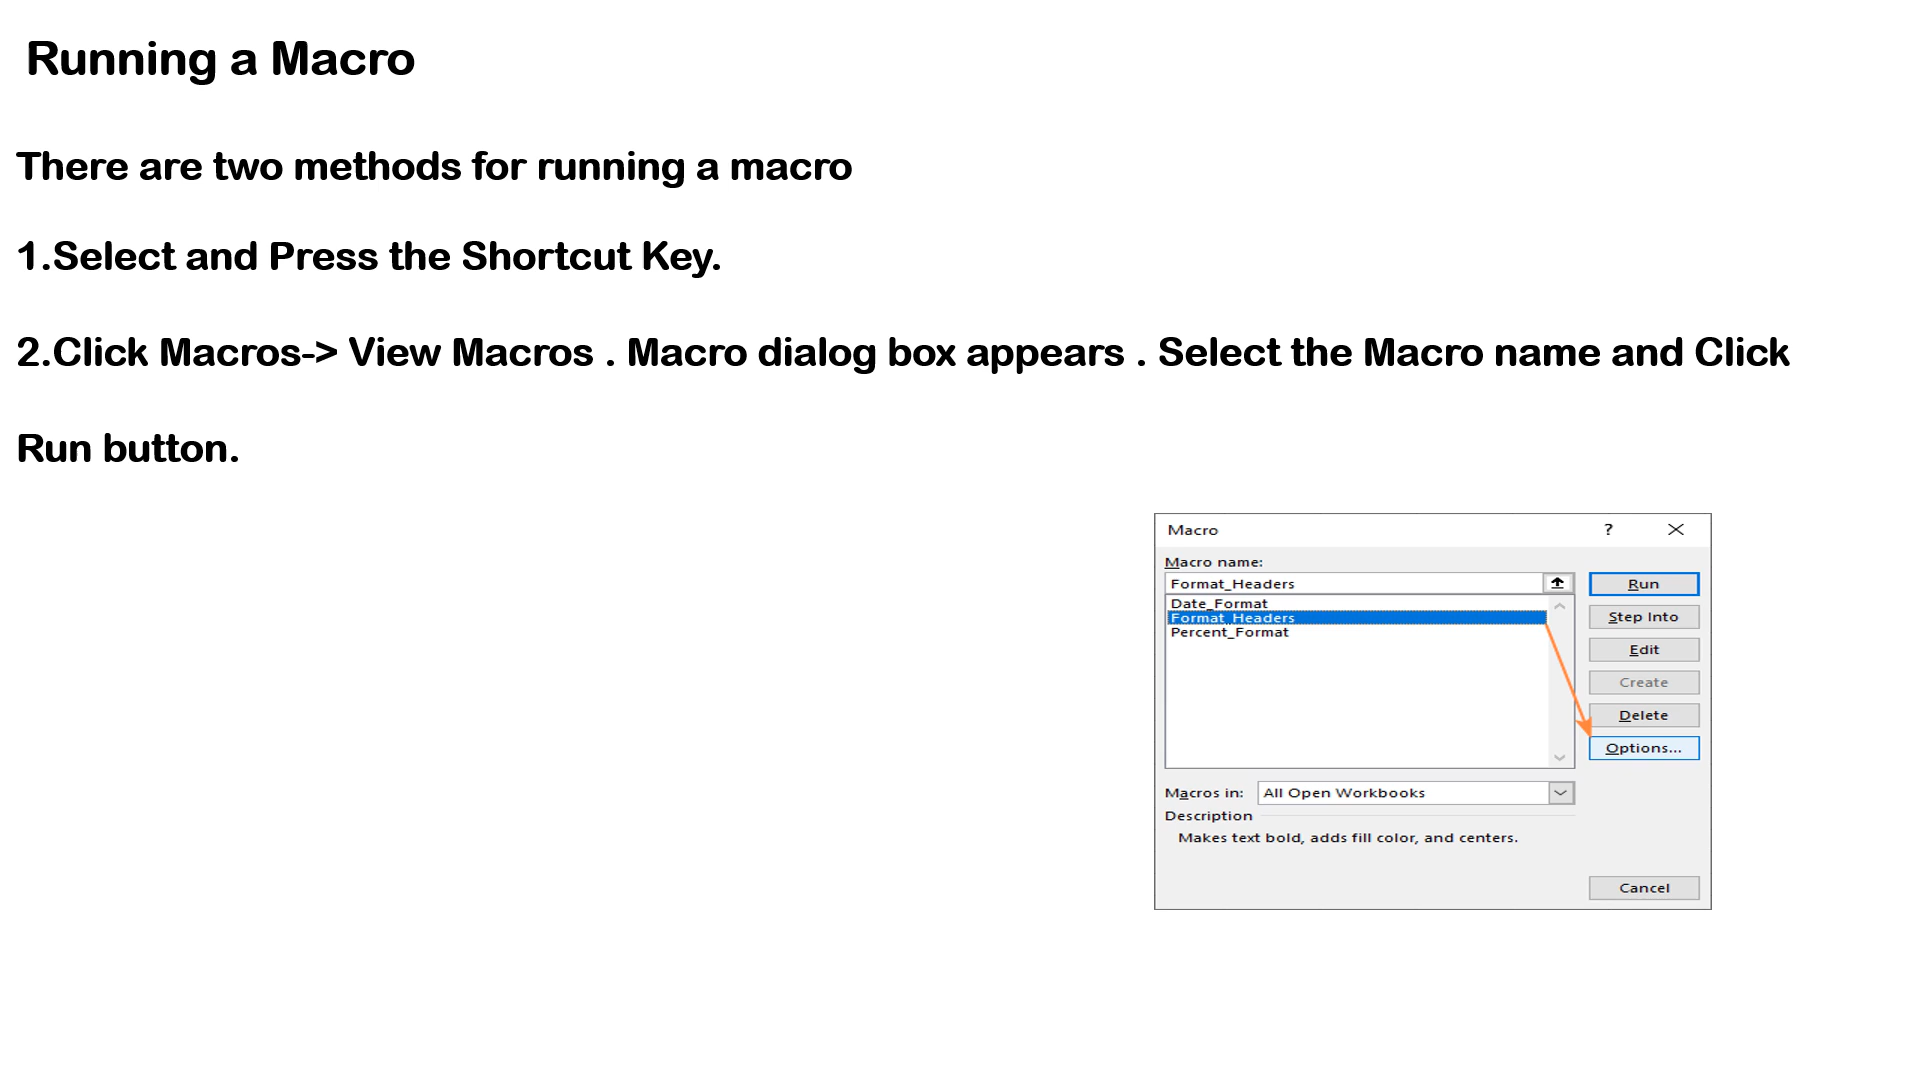 Running a Macro
There are two methods for running a macro
1.Select and Press the Shortcut Key.
2.Click Macros-> View Macros . Macro dialog box appears . Select the Macro name and Click
Run button.
Macro ?
Macro name:
Format_Headers Run
Date_Format
Format_Headers Step Into
Percent_Format
Edit
Create
Delete
Options...
Macros in: All Open Workbooks
Description
Makes text bold, adds fill color, and centers.
Cancel